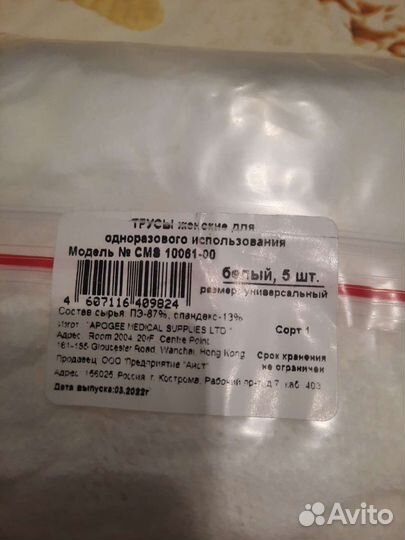 ТРУСЫ женские для
одноразового использования
Модель № CMS 10061-00
белый, 5 шт.
размер: универсальный
4 607116 409824
Состав сырья ПЭ-87%, спандекс-13%
Изгот. "APOGEE MEDICAL SUPPLIES LTD." Сорт 1
Адрес Room 2004 20/F Centre Point
181-185 Gloucester Road, Wanchai, Hong Kong
Срок хранения
не ограничен
Продавец ООО "Предприятие "Аист"
Адрес 156026 Россия г. Кострома, Рабочий пр-т, д.7 каб. 403
Дата выпуска:03.2022г
Avito